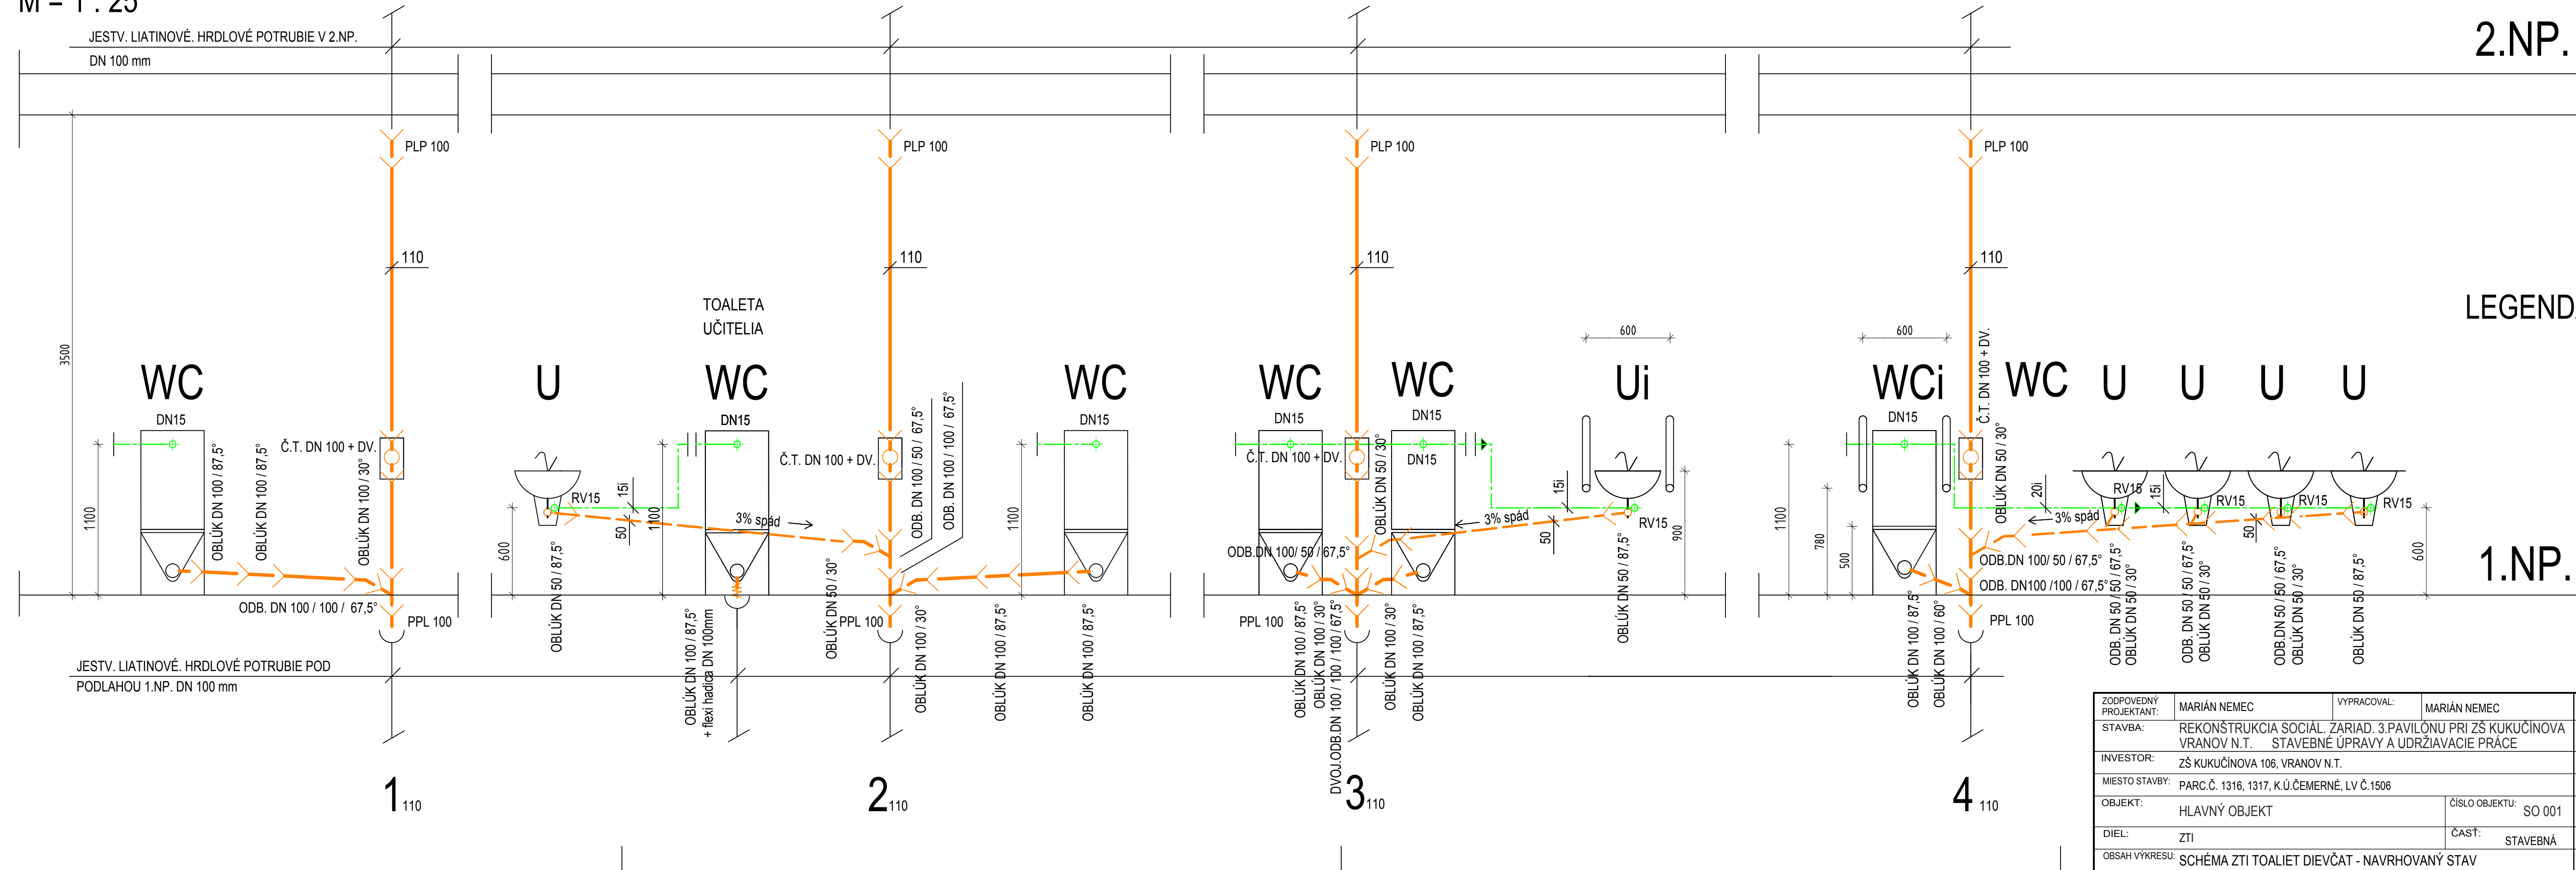 M = 1 : 25
JESTV. LIATINOVÉ. HRDLOVÉ POTRUBIE V 2.NP.
DN 100 mm
2.NP.
PLP 100
PLP 100
PLP 100
PLP 100
3500
110
110
110
110
TOALETA
UČITELIA
LEGENDA
600
600
WC
U
WC
WC
WC
WC
Ui
WCi
WC
U
U
U
U
DN15
DN15
DN15
DN15
DN15
DN15
Č.T. DN 100 + DV.
Č.T. DN 100 + DV.
Č.T. DN 100 + DV.
Č.T. DN 100 + DV.
1100
OBLÚK DN 100 / 87,5°
OBLÚK DN 100 / 87,5°
OBLÚK DN 100 / 30°
ODB. DN 100 / 100 / 67,5°
PPL 100
600
RV15
15i
50
3% spád
1100
OBLÚK DN 50 / 87,5°
OBLÚK DN 100 / 87,5°
+ flexi hadica DN 100mm
OBLÚK DN 50 / 30°
PPL 100
ODB. DN 100 / 50 / 67,5°
ODB. DN 100 / 100 / 67,5°
OBLÚK DN 100 / 30°
OBLÚK DN 100 / 87,5°
OBLÚK DN 100 / 87,5°
1100
OBLÚK DN 50 / 30°
ODB.DN 100/ 50 / 67,5°
PPL 100
OBLÚK DN 100 / 87,5°
OBLÚK DN 100 / 30°
DVOJ.ODB.DN 100 / 100 / 100 / 67,5°
OBLÚK DN 100 / 30°
OBLÚK DN 100 / 87,5°
3% spád
15i
50
RV15
OBLÚK DN 50 / 87,5°
900
1100
780
500
OBLÚK DN 50 / 30°
20i
3% spád
RV15
15i
RV15
RV15
RV15
50
600
ODB.DN 100/ 50 / 67,5°
ODB. DN100 /100 / 67,5°
PPL 100
OBLÚK DN 100 / 87,5°
OBLÚK DN 100 / 60°
ODB. DN 50 / 50 / 67,5°
OBLÚK DN 50 / 30°
ODB. DN 50 / 50 / 67,5°
OBLÚK DN 50 / 30°
ODB.DN 50 / 50 / 67,5°
OBLÚK DN 50 / 30°
OBLÚK DN 50 / 87,5°
1.NP.
JESTV. LIATINOVÉ. HRDLOVÉ POTRUBIE POD
PODLAHOU 1.NP. DN 100 mm
1 110
2 110
3 110
4 110
ZODPOVEDNÝ PROJEKTANT: MARIÁN NEMEC VYPRACOVAL: MARIÁN NEMEC
STAVBA: REKONŠTRUKCIA SOCIÁL. ZARIAD. 3.PAVILÓNU PRI ZŠ KUKUČÍNOVA
VRANOV N.T. STAVEBNÉ ÚPRAVY A UDRŽIAVACIE PRÁCE
INVESTOR: ZŠ KUKUČÍNOVA 106, VRANOV N.T.
MIESTO STAVBY: PARC.Č. 1316, 1317, K.Ú.ČEMERNÉ, LV Č.1506
OBJEKT: HLAVNÝ OBJEKT ČÍSLO OBJEKTU: SO 001
DIEL: ZTI ČASŤ: STAVEBNÁ
OBSAH VÝKRESU: SCHÉMA ZTI TOALIET DIEVČAT - NAVRHOVANÝ STAV